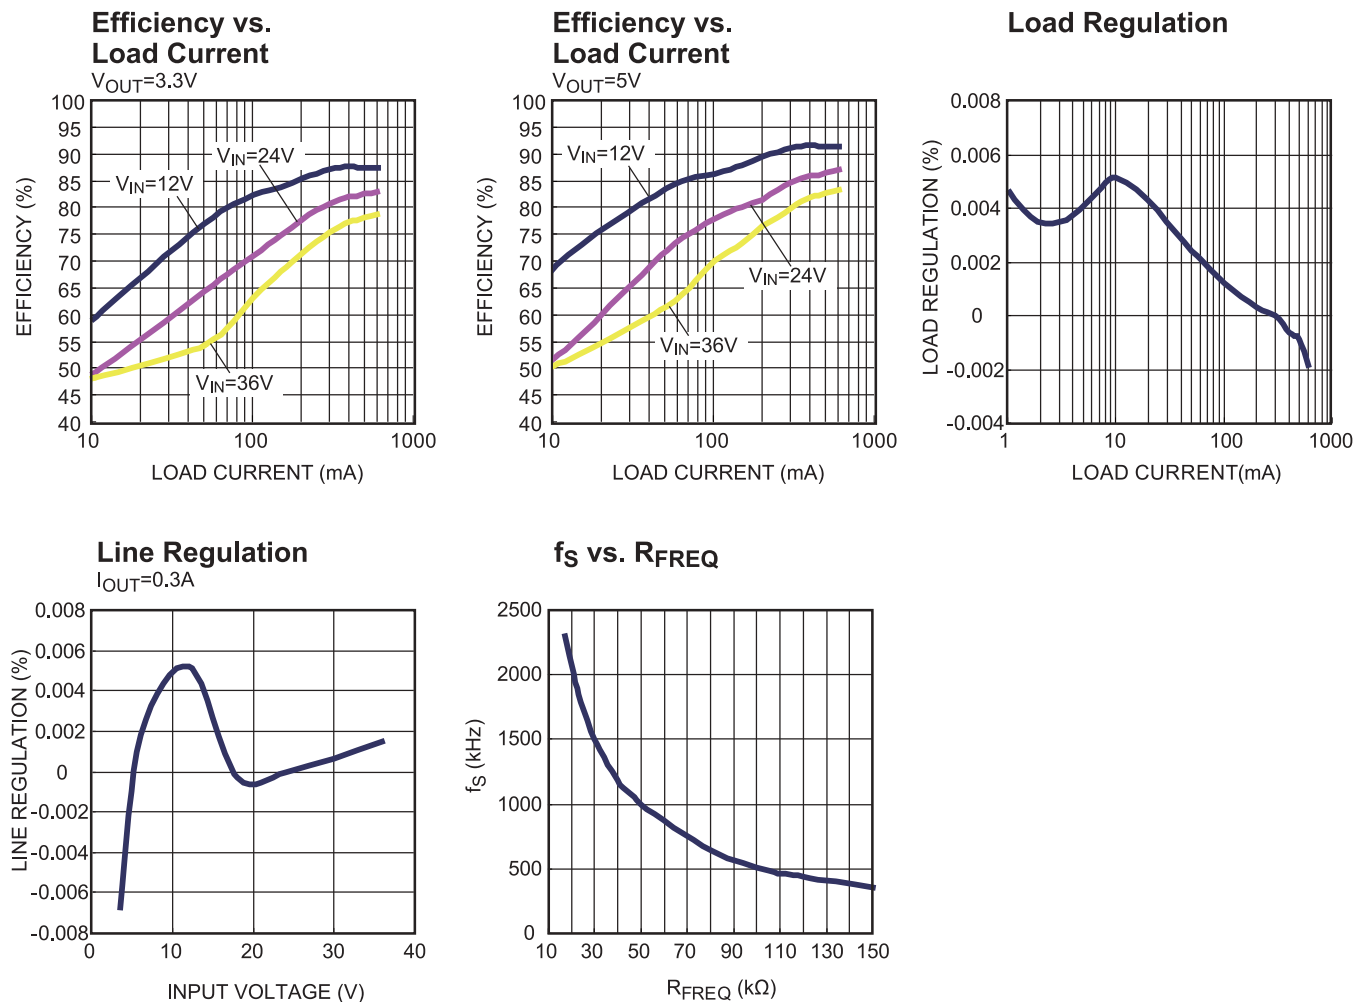 Efficiency vs.
Load Current
VOUT=3.3V
100
95
90
85
80
75
70
65
60
55
50
45
40
EFFICIENCY (%)
VIN=24V
VIN=12V
VIN=36V
10
100
1000
LOAD CURRENT (mA)
Efficiency vs.
Load Current
VOUT=5V
100
95
90
85
80
75
70
65
60
55
50
45
40
EFFICIENCY (%)
VIN=12V
VIN=24V
VIN=36V
10
100
1000
LOAD CURRENT (mA)
Load Regulation
0.008
0.006
0.004
0.002
0
-0.002
-0.004
LOAD REGULATION (%)
1
10
100
1000
LOAD CURRENT(mA)
Line Regulation
IOUT=0.3A
0.008
0.006
0.004
0.002
0
-0.002
-0.004
-0.006
-0.008
LINE REGULATION (%)
0
10
20
30
40
INPUT VOLTAGE (V)
fS vs. RFREQ
2500
2000
1500
1000
500
0
fS (kHz)
10
30
50
70
90
110
130
150
RFREQ (kΩ)